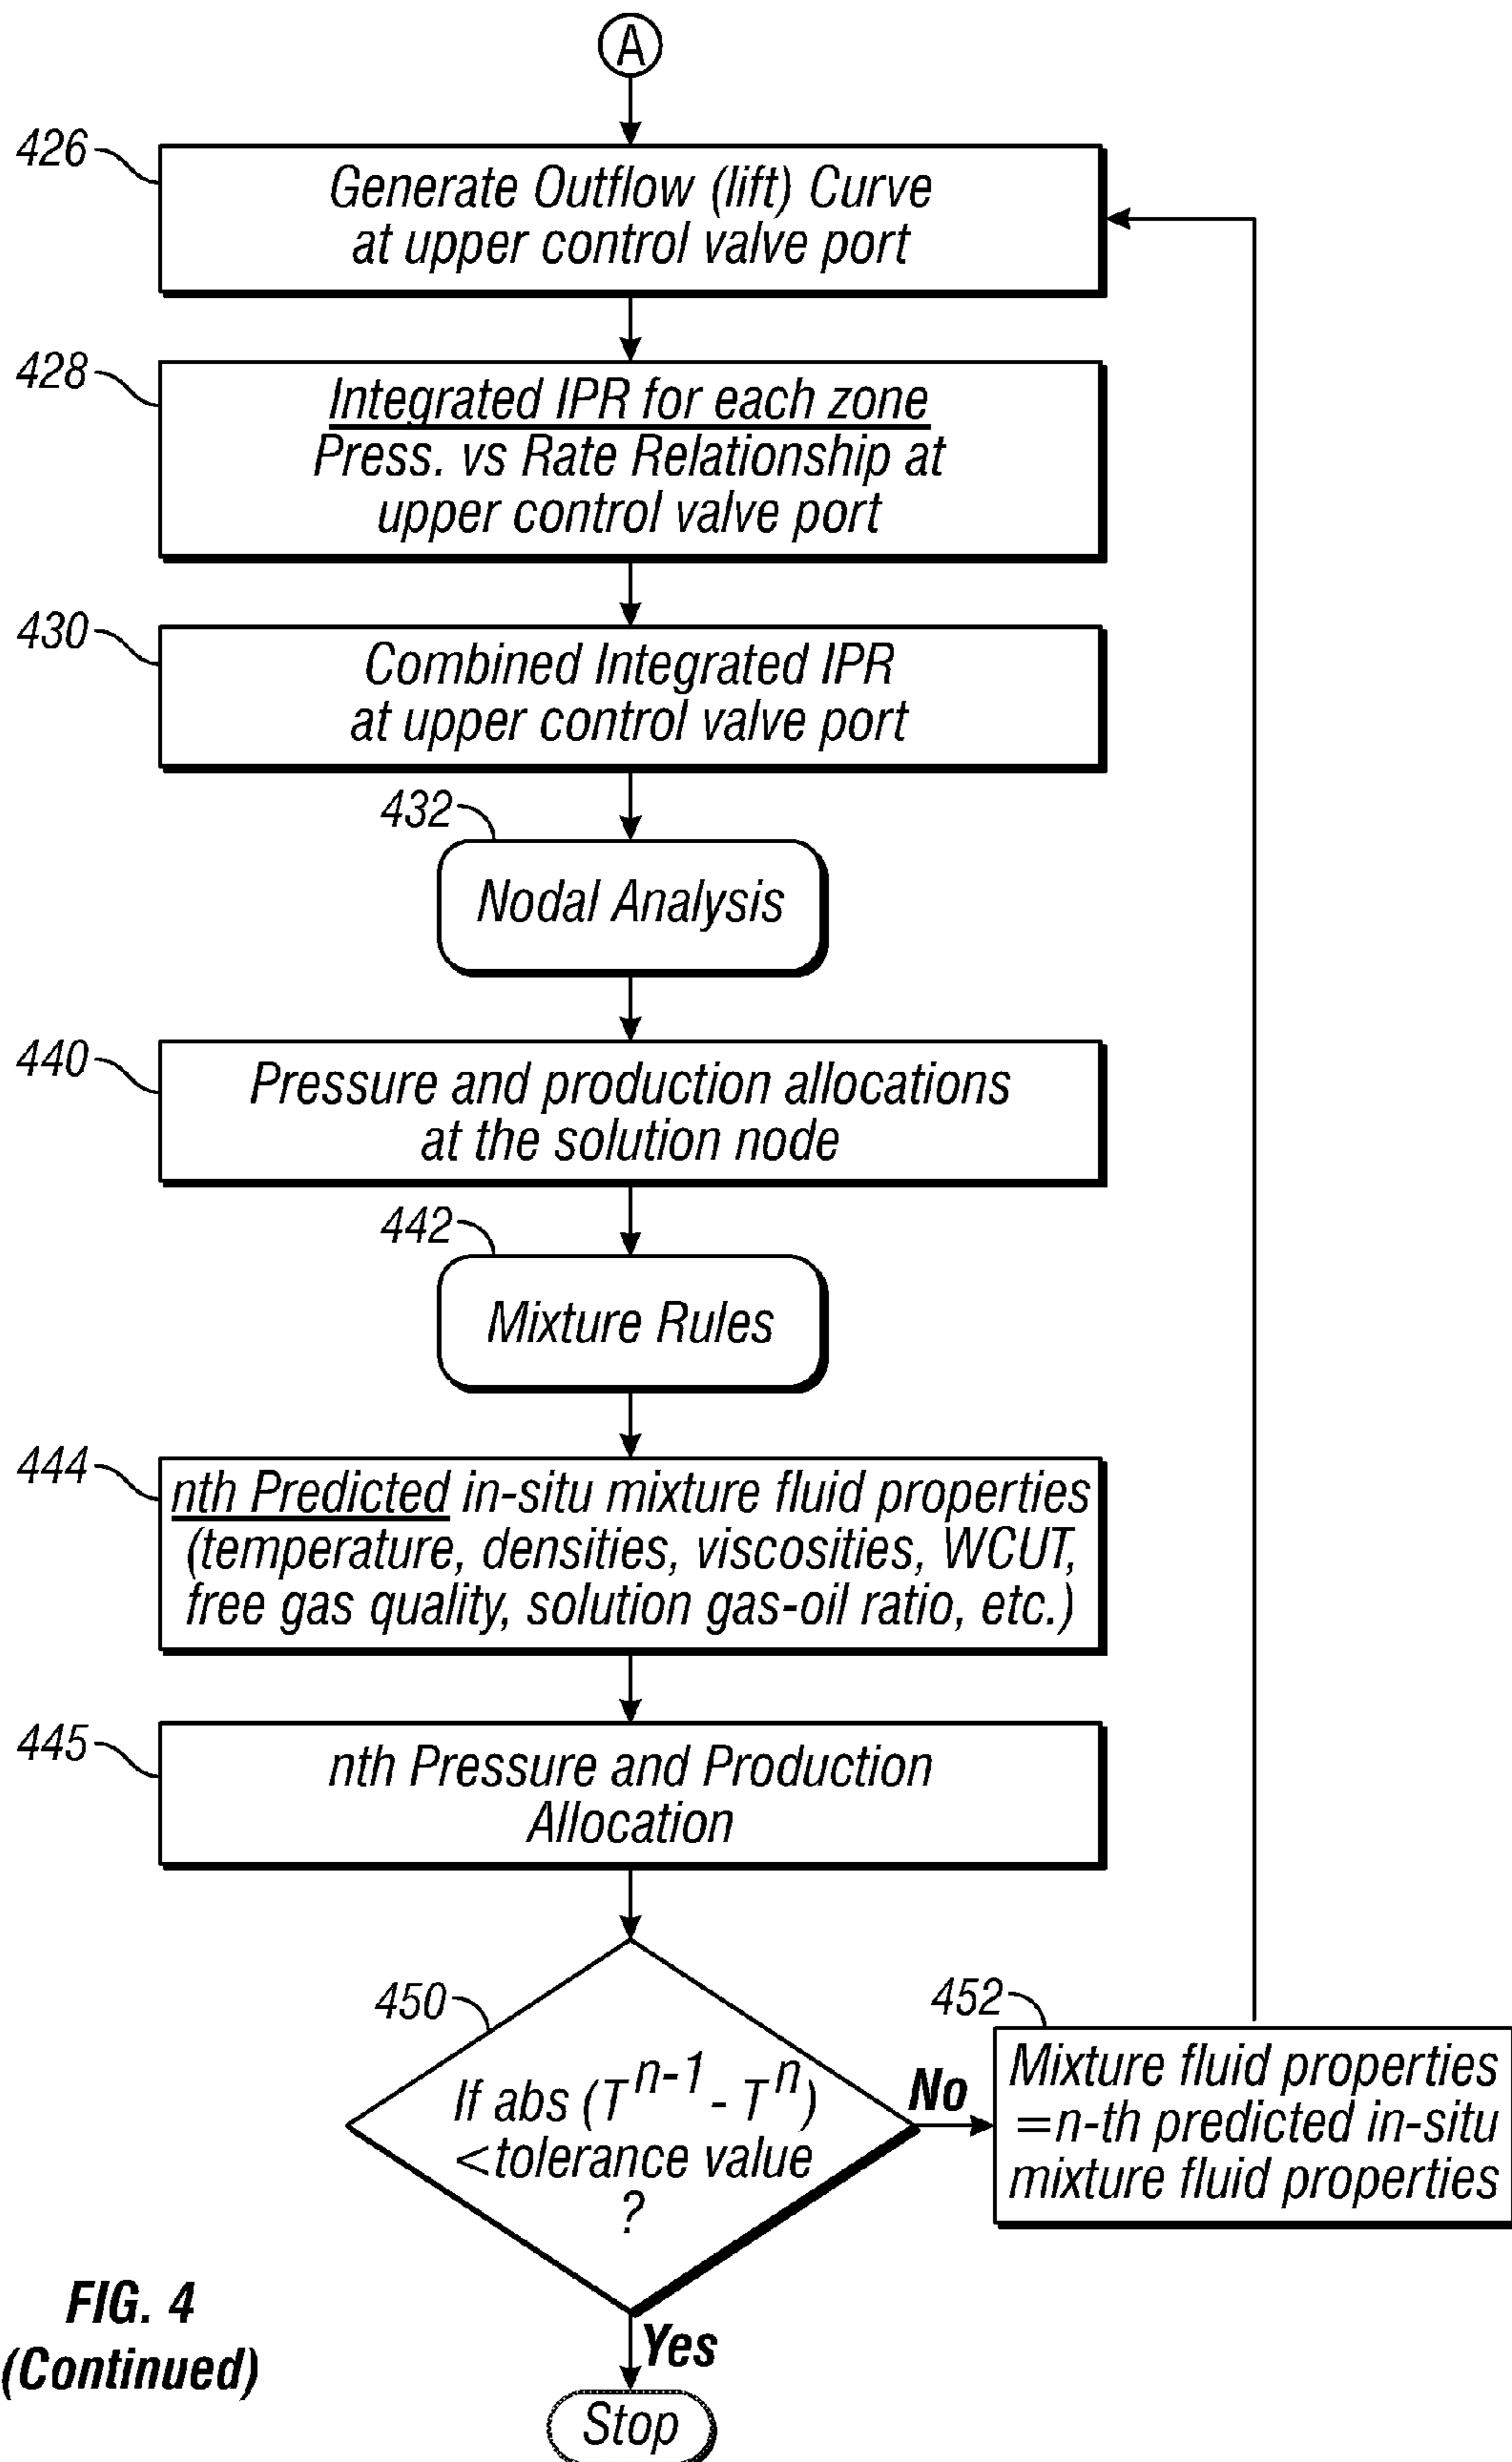 A
426
Generate Outflow (lift) Curve
at upper control valve port
428
Integrated IPR for each zone
Press. vs Rate Relationship at
upper control valve port
430
Combined Integrated IPR
at upper control valve port
432
Nodal Analysis
440
Pressure and production allocations
at the solution node
442
Mixture Rules
444
nth Predicted in-situ mixture fluid properties
(temperature, densities, viscosities, WCUT,
free gas quality, solution gas-oil ratio, etc.)
445
nth Pressure and Production
Allocation
450
If abs (T^n-1 - T^n)
<tolerance value
?
No
452
Mixture fluid properties
=n-th predicted in-situ
mixture fluid properties
Yes
Stop
FIG. 4
(Continued)